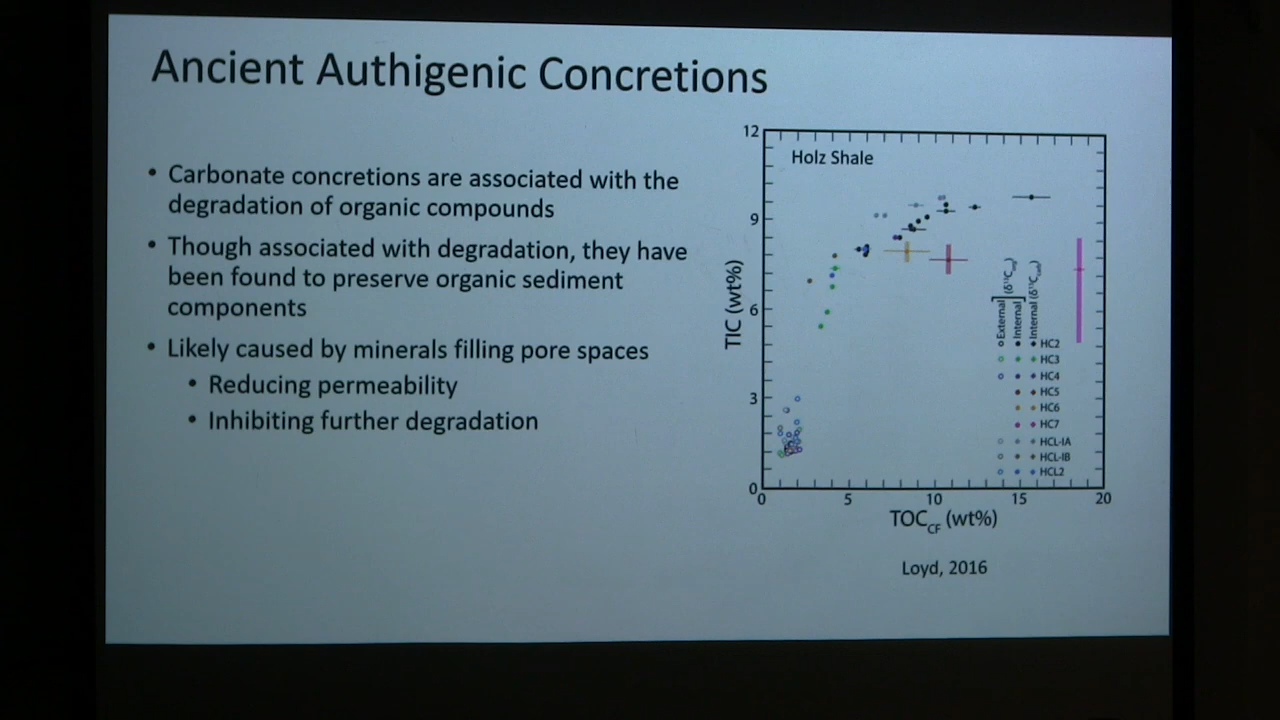 Ancient Authigenic Concretions
• Carbonate concretions are associated with the
degradation of organic compounds
• Though associated with degradation, they have
been found to preserve organic sediment
components
• Likely caused by minerals filling pore spaces
• Reducing permeability
• Inhibiting further degradation
Holz Shale
12
9
6
3
0
TIC (wt%)
0 5 10 15 20
TOC_CF (wt%)
External
Internal
Internal
HC2
HC3
HC4
HC5
HC6
HC7
HCL-IA
HCL-IB
HCL2
Loyd, 2016